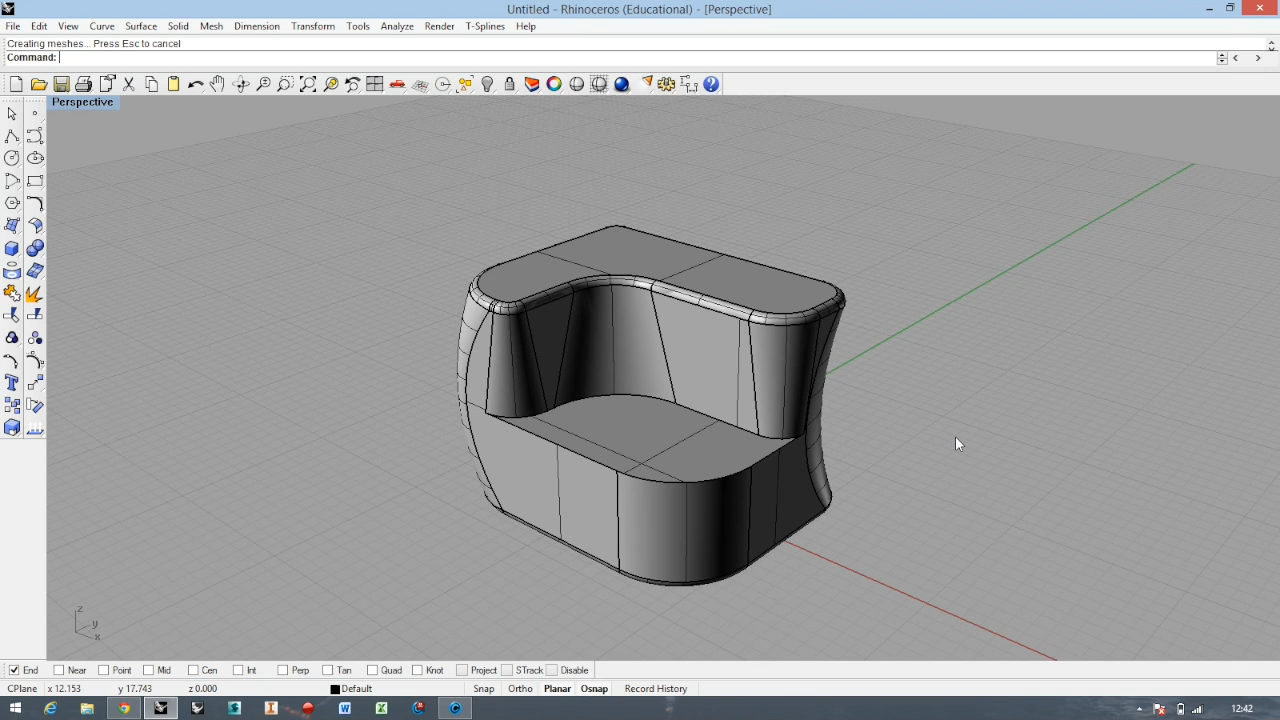 Untitled - Rhinoceros (Educational) - [Perspective]
File Edit View Curve Surface Solid Mesh Dimension Transform Tools Analyze Render T-Splines Help
Creating meshes... Press Esc to cancel
Command:
Perspective
z
y
x
End Near Point Mid Cen Int Perp Tan Quad Knot Project STrack Disable
CPlane x 12.153 y 17.743 z 0.000 Default Snap Ortho Planar Osnap Record History
12:42